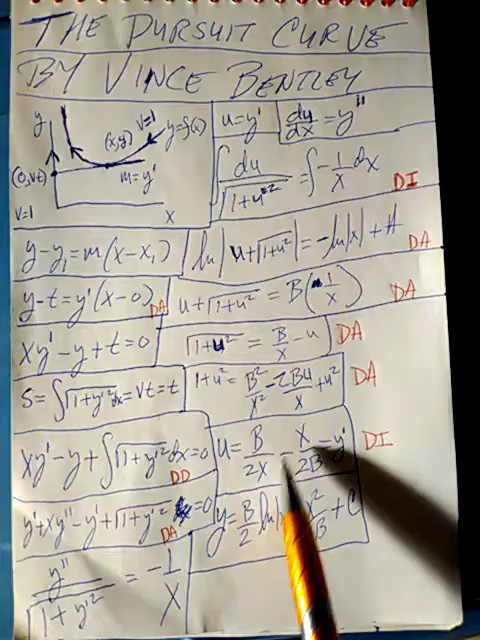 THE PURSUIT CURVE
BY VINCE BENTLEY
y
(x,y)
V=1
y=f(x)
(0,vt)
m=y'
V=1
x
y-y₁=m(x-x₁)
y-t=y'(x-0) DA
xy'-y+t=0
S=∫√1+y'² dx=vt=t
xy'-y+∫√1+y'² dx=0
DD
y'+xy''-y'+√1+y'² =0
DA
y''/√1+y'² = -1/x
u=y'
du/dx=y''
∫ du/√1+u² = ∫-1/x dx
DI
ln|u+√1+u²|=-ln|x|+A
DA
u+√1+u² = B(1/x) DA
√1+u² = B/x - u DA
1+u²= B²/x² - 2Bu/x + u² DA
u= B/2x - x/2B = y' DI
y= B/2 ln x² B + C